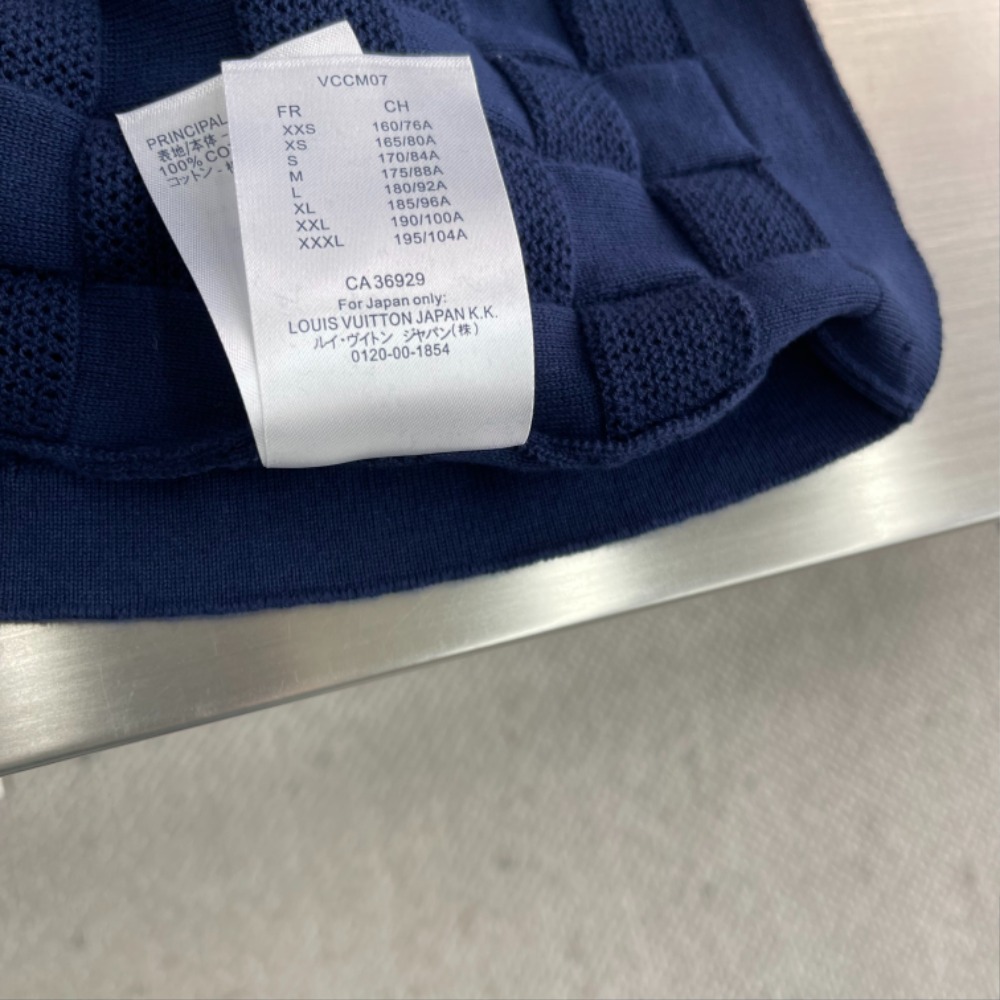 VCCM07
FR CH
XXS 160/76A
XS 165/80A
S 170/84A
M 175/88A
L 180/92A
XL 185/96A
XXL 190/100A
XXXL 195/104A
CA 36929
For Japan only:
LOUIS VUITTON JAPAN K.K.
ルイ・ヴィトン ジャパン(株)
0120-00-1854
PRINCIPAL
表地/本体 -
100%
コットン -